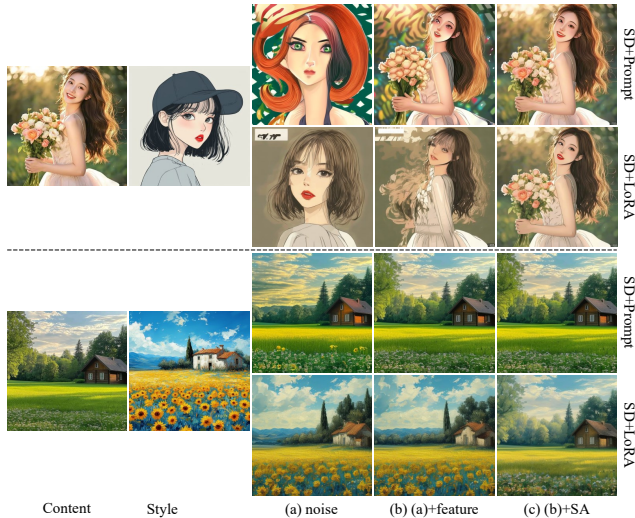 SD+Prompt
SD+LoRA
SD+Prompt
SD+LoRA
Content
Style
(a) noise
(b) (a)+feature
(c) (b)+SA